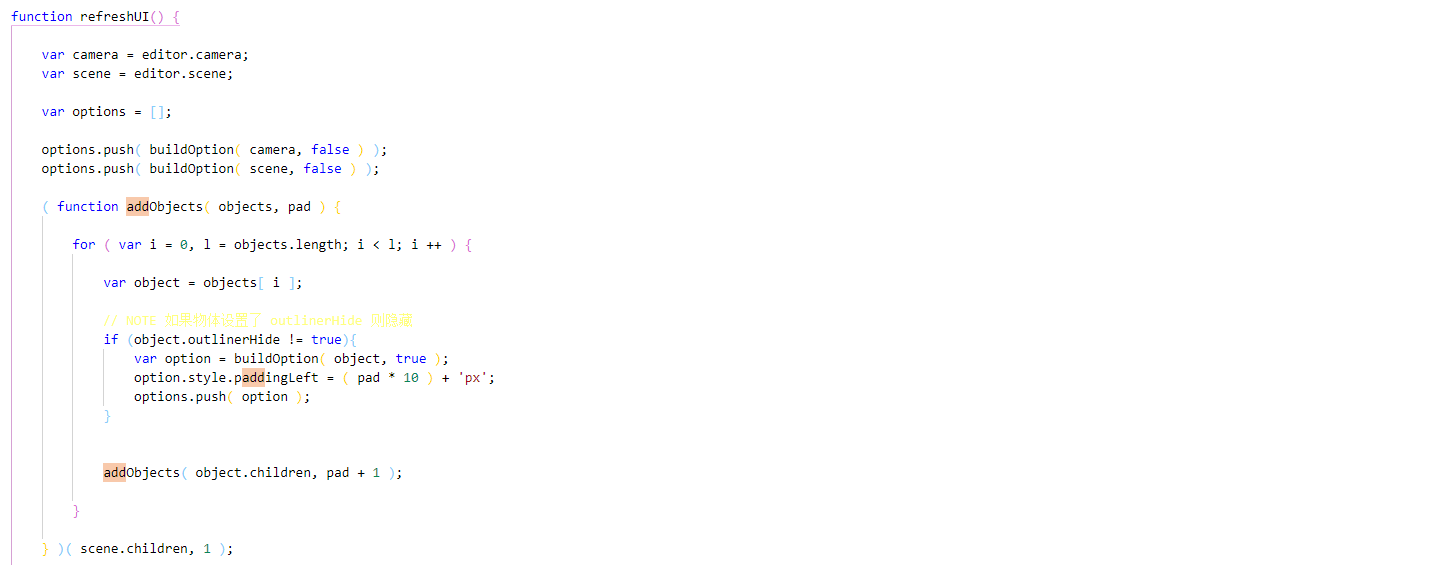 function refreshUI() {
var camera = editor.camera;
var scene = editor.scene;
var options = [];
options.push( buildOption( camera, false ) );
options.push( buildOption( scene, false ) );
( function addObjects( objects, pad ) {
for ( var i = 0, l = objects.length; i < l; i ++ ) {
var object = objects[ i ];
// NOTE 如果物体设置了 outlinerHide 则隐藏
if (object.outlinerHide != true){
var option = buildOption( object, true );
option.style.paddingLeft = ( pad * 10 ) + 'px';
options.push( option );
}
addObjects( object.children, pad + 1 );
}
} )( scene.children, 1 );